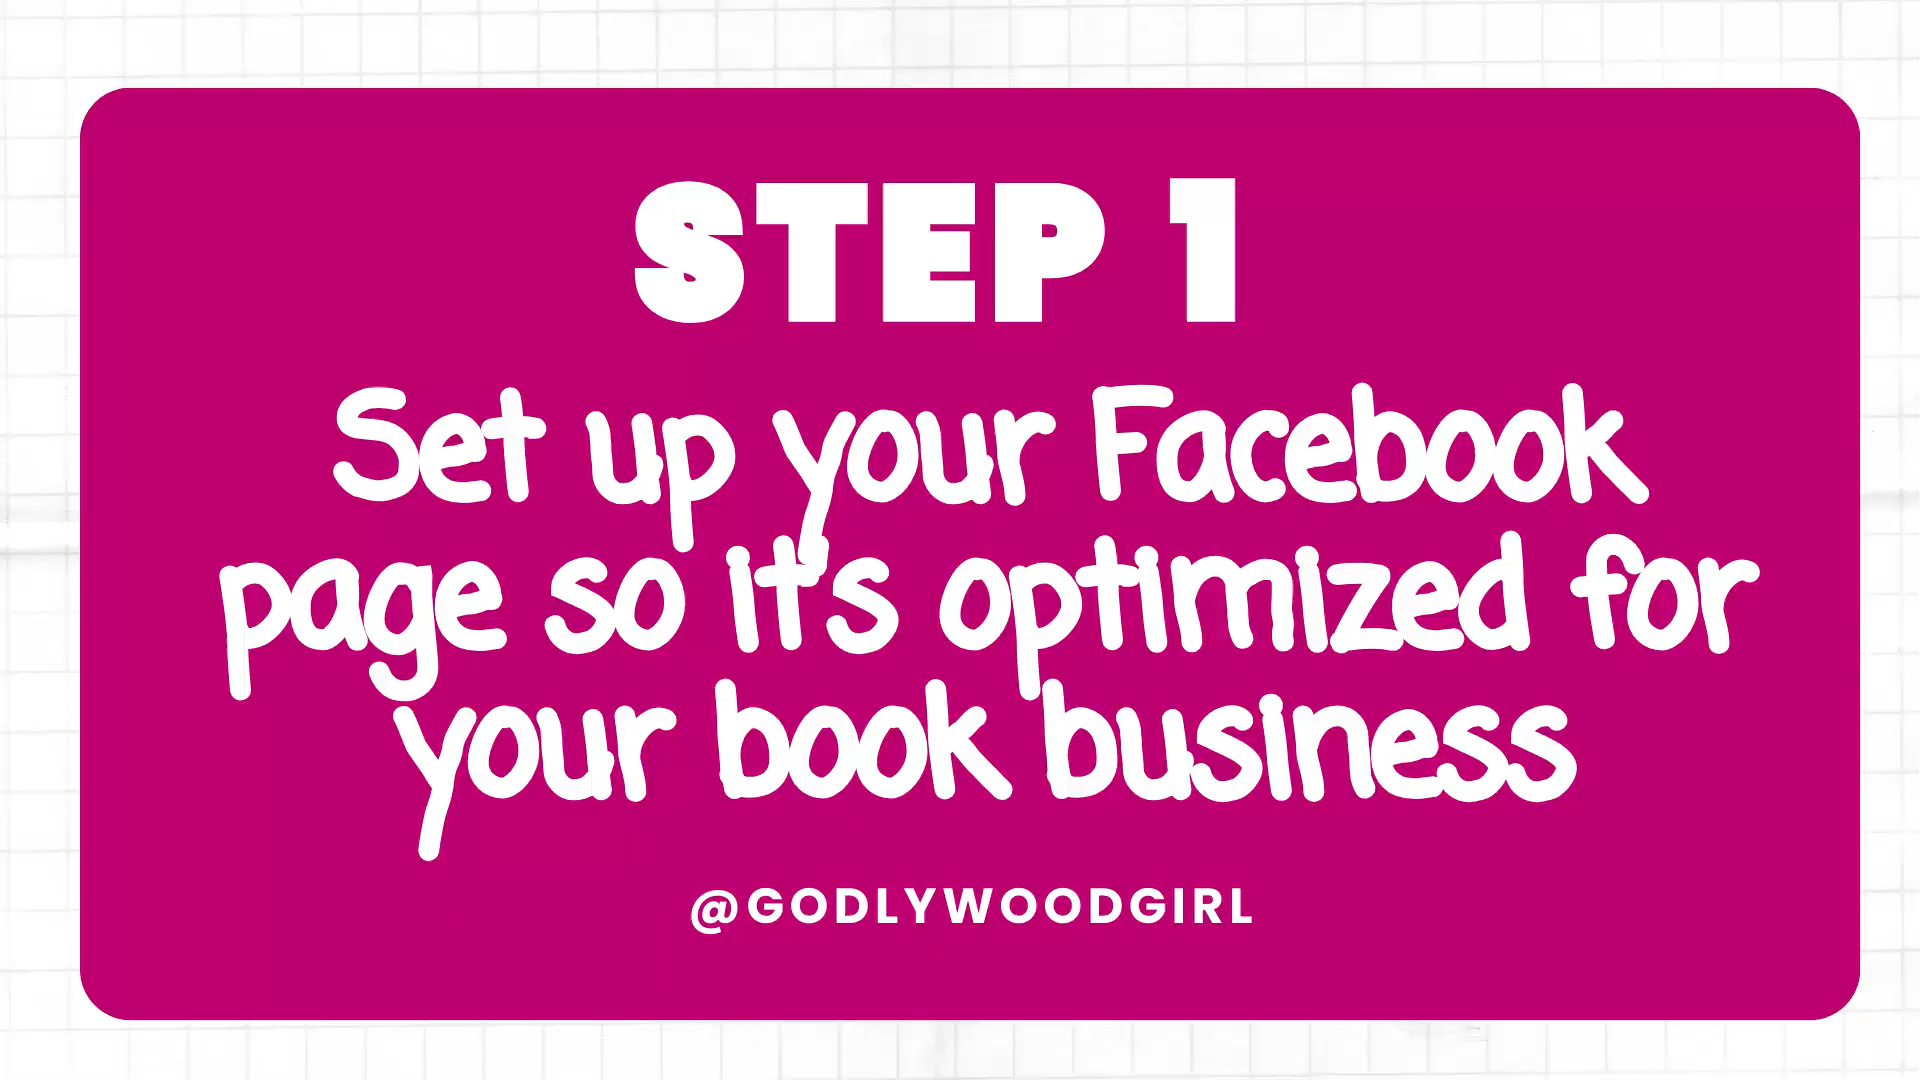 STEP 1
Set up your Facebook
page so it's optimized for
your book business
@GODLYWOODGIRL